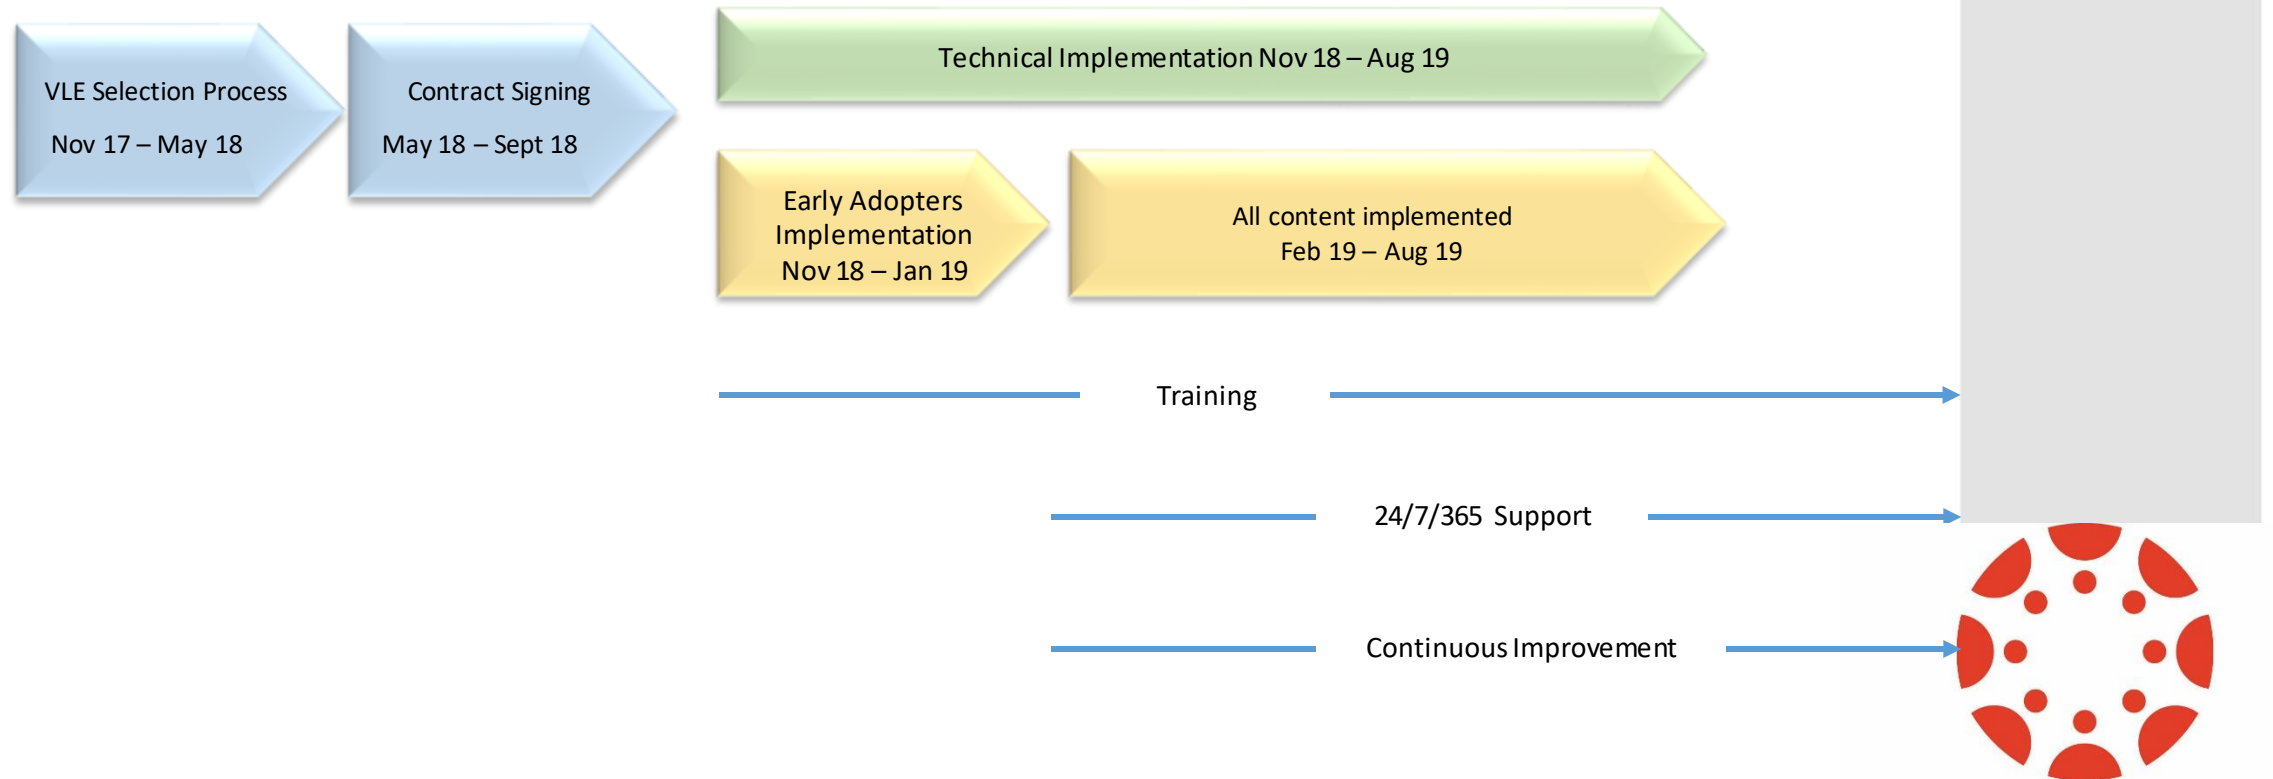 VLE Selection Process
Nov 17 – May 18
Contract Signing
May 18 – Sept 18
Technical Implementation Nov 18 – Aug 19
Early Adopters
Implementation
Nov 18 – Jan 19
All content implemented
Feb 19 – Aug 19
Training
24/7/365 Support
Continuous Improvement